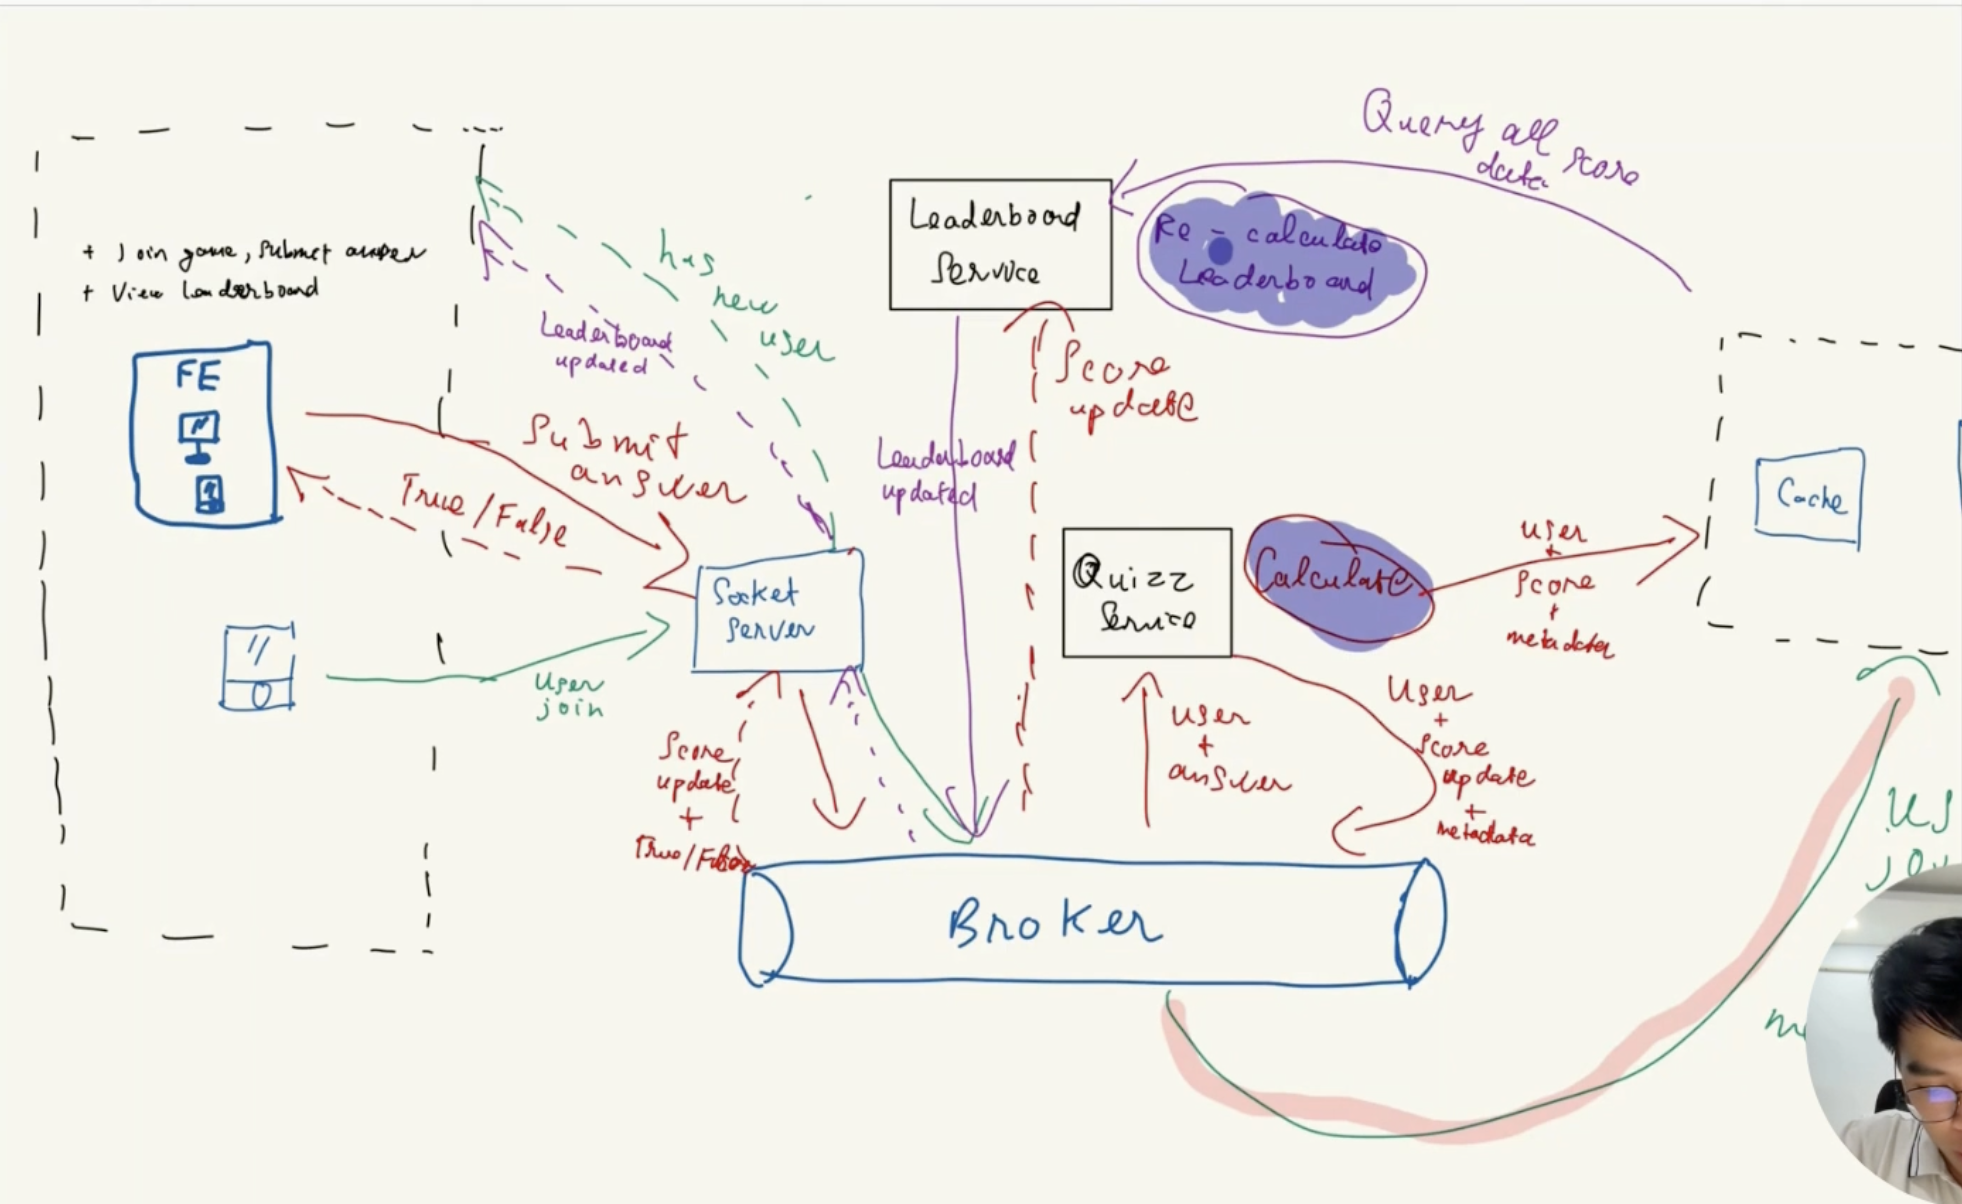 Query all score
data
Leaderboard
Service
Re - calculate
Leaderboard
+ Join game, Submit answer
+ View leaderboard
has
new
user
Leaderboard
updated
FE
Score
update
Submit
answer
True/False
Leaderboard
updated
Cache
Socket
Server
Quizz
Service
Calculate
user
+
score
+
metadata
User
join
Score
update
+
True/False
User
+
answer
User
+
Score
update
+
metadata
Broker